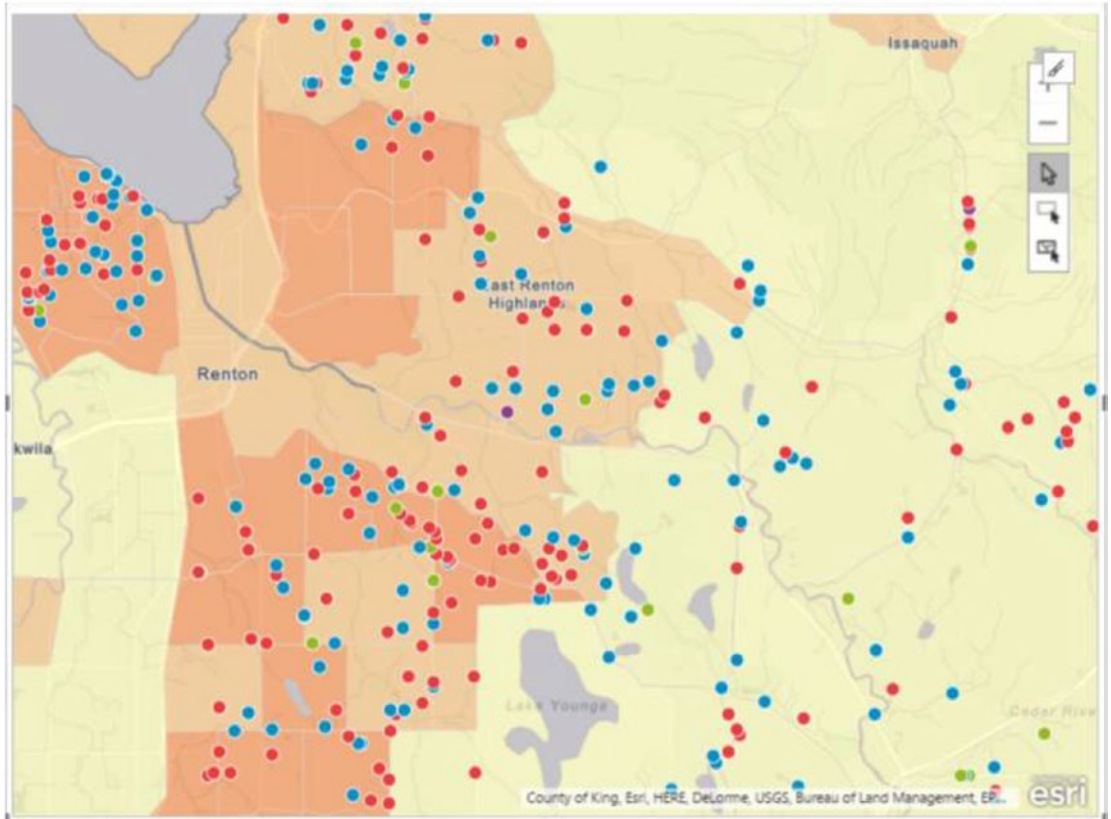 Issaquah
East Renton
Highlands
Renton
kwila
Lake Youngs
Cedar Rive
County of King, Esri, HERE, DeLorme, USGS, Bureau of Land Management, EP...
esri